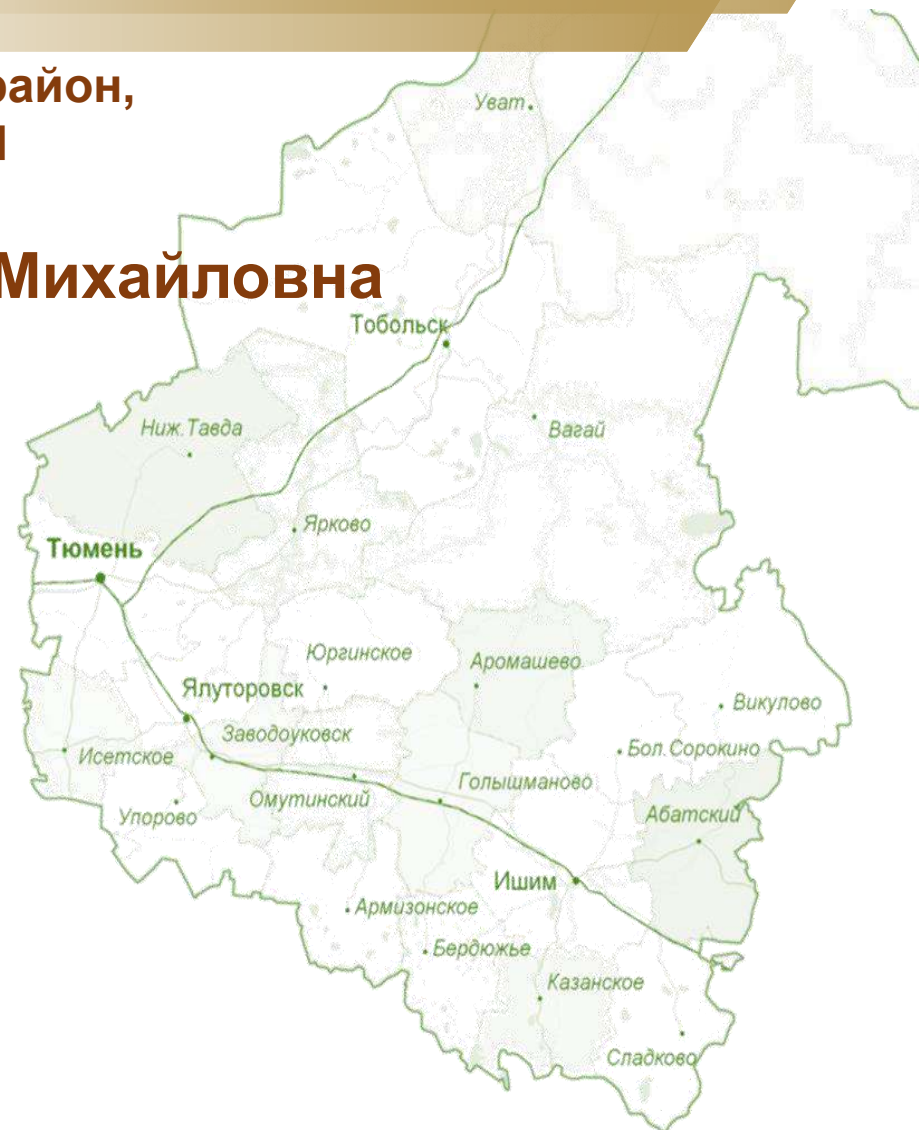 район,
Михайловна
Уват
Тобольск
Ниж.Тавда
Вагай
Ярково
Тюмень
Юргинское
Аромашево
Ялуторовск
Викулово
Заводоуковск
Бол.Сорокино
Исетское
Голышманово
Омутинский
Абатский
Упорово
Ишим
Армизонское
Бердюжье
Казанское
Сладково